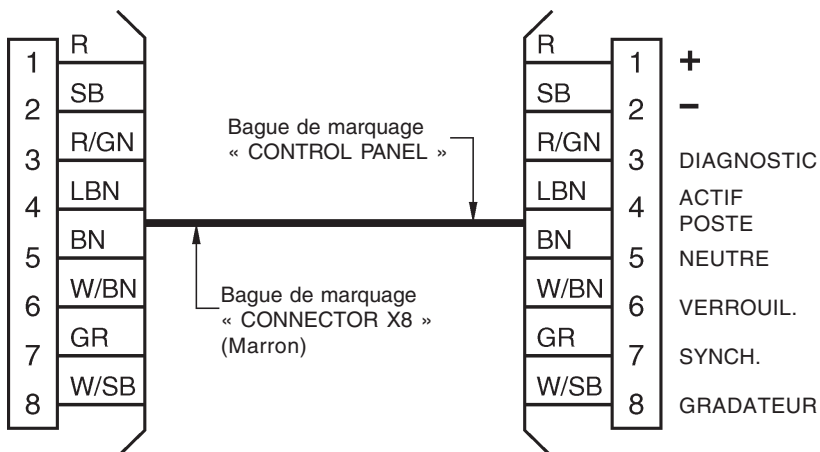 R
1
SB
2
R/GN
3
LBN
4
BN
5
W/BN
6
GR
7
W/SB
8
Bague de marquage
« CONTROL PANEL »
Bague de marquage
« CONNECTOR X8 »
(Marron)
R
1 +
SB
2 −
R/GN
3 DIAGNOSTIC
LBN
4 ACTIF
POSTE
BN
5 NEUTRE
W/BN
6 VERROUIL.
GR
7 SYNCH.
W/SB
8 GRADATEUR